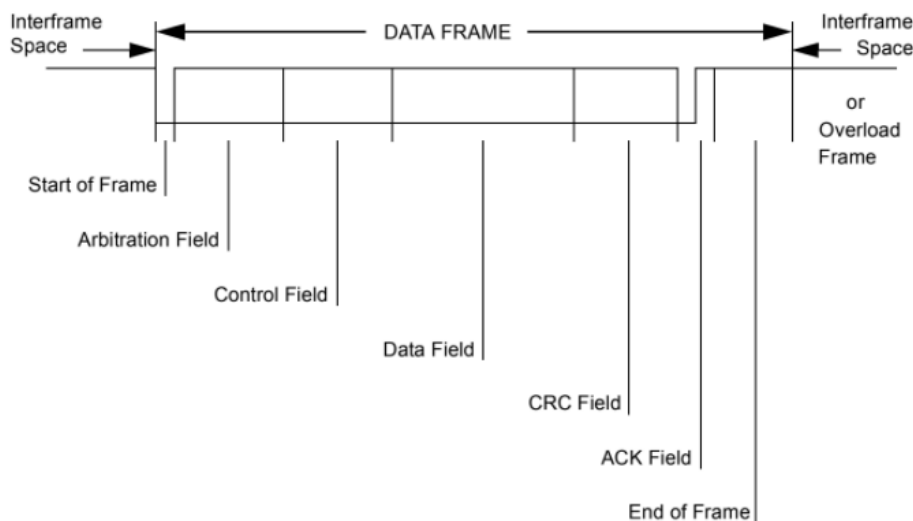 Interframe
Space
DATA FRAME
Interframe
Space
or
Overload
Frame
Start of Frame
Arbitration Field
Control Field
Data Field
CRC Field
ACK Field
End of Frame